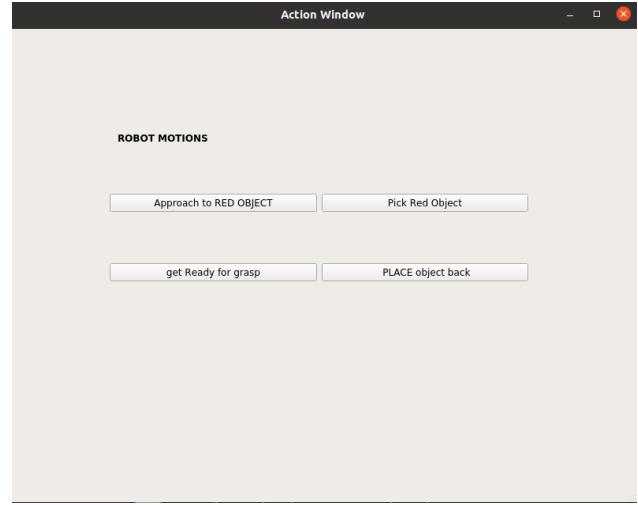 Action Window
ROBOT MOTIONS
Approach to RED OBJECT Pick Red Object
get Ready for grasp PLACE object back